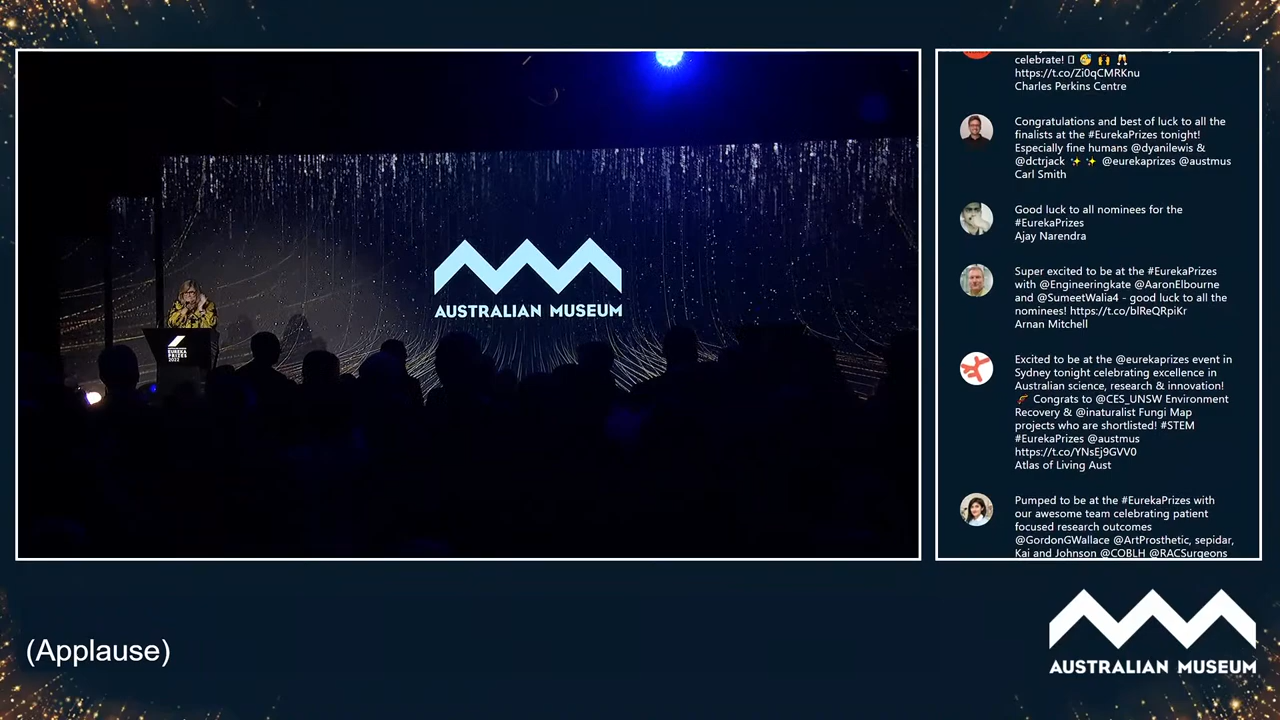 AUSTRALIAN MUSEUM
EUREKA
PRIZES
2022
celebrate!
https://t.co/Zi0qCMRKnu
Charles Perkins Centre
Congratulations and best of luck to all the
finalists at the #EurekaPrizes tonight!
Especially fine humans @dyanilewis &
@dctrjack ✨ ✨ @eurekaprizes @austmus
Carl Smith
Good luck to all nominees for the
#EurekaPrizes
Ajay Narendra
Super excited to be at the #EurekaPrizes
with @Engineeringkate @AaronElbourne
and @SumeetWalia4 - good luck to all the
nominees! https://t.co/blReQRpiKr
Arnan Mitchell
Excited to be at the @eurekaprizes event in
Sydney tonight celebrating excellence in
Australian science, research & innovation!
Congrats to @CES_UNSW Environment
Recovery & @inaturalist Fungi Map
projects who are shortlisted! #STEM
#EurekaPrizes @austmus
https://t.co/YNsEj9GVV0
Atlas of Living Aust
Pumped to be at the #EurekaPrizes with
our awesome team celebrating patient
focused research outcomes
@GordonGWallace @ArtProsthetic, sepidar,
Kai and Johnson @COBLH @RACSurgeons
(Applause)
AUSTRALIAN MUSEUM